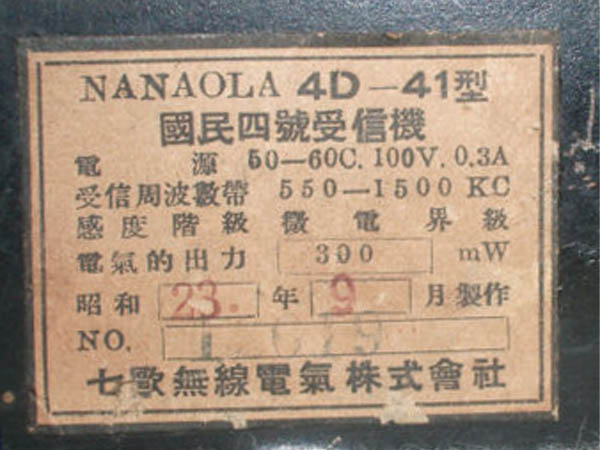 NANAOLA 4D-41型
國民四號受信機
電源 50-60C. 100V. 0.3A
受信周波數帶 550-1500 KC
感度階級 微電界級
電氣的出力 300 mW
昭和 23. 年 9 月製作
NO.
七歐無線電氣株式會社